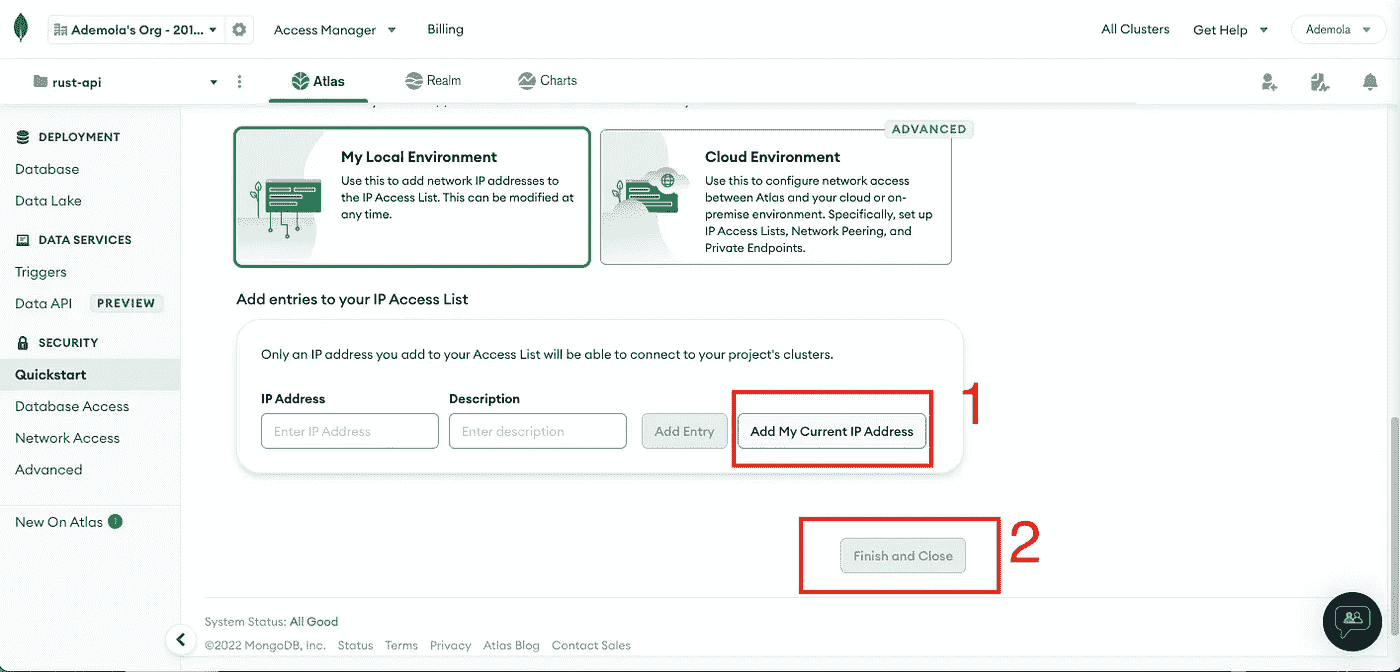 Ademola's Org - 201...
Access Manager
Billing
All Clusters
Get Help
Ademola
rust-api
Atlas
Realm
Charts
DEPLOYMENT
Database
Data Lake
DATA SERVICES
Triggers
Data API PREVIEW
SECURITY
Quickstart
Database Access
Network Access
Advanced
New On Atlas
My Local Environment
Use this to add network IP addresses to
the IP Access List. This can be modified at
any time.
ADVANCED
Cloud Environment
Use this to configure network access
between Atlas and your cloud or on-
premise environment. Specifically, set up
IP Access Lists, Network Peering, and
Private Endpoints.
Add entries to your IP Access List
Only an IP address you add to your Access List will be able to connect to your project's clusters.
IP Address
Description
Enter IP Address
Enter description
Add Entry
Add My Current IP Address
1
Finish and Close
2
System Status: All Good
©2022 MongoDB, Inc. Status Terms Privacy Atlas Blog Contact Sales